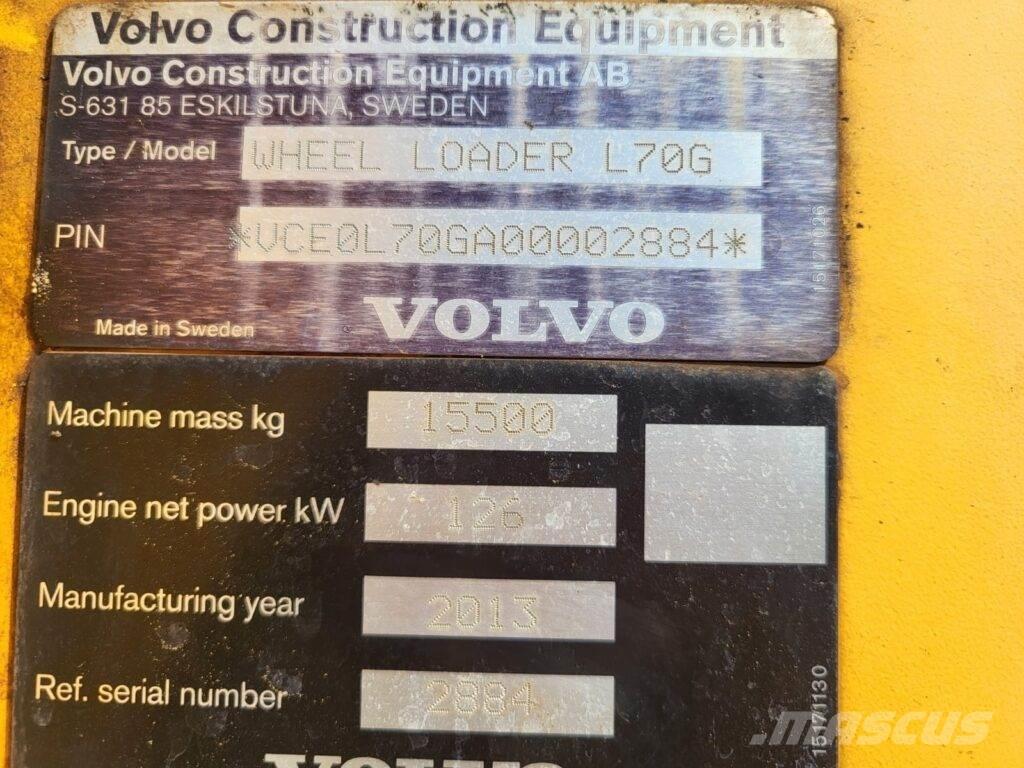 Volvo Construction Equipment
Volvo Construction Equipment AB
S-631 85 ESKILSTUNA, SWEDEN
Type / Model WHEEL LOADER L70G
PIN *VCE0L70GA00002884*
Made in Sweden VOLVO
Machine mass kg 15500
Engine net power kW 126
Manufacturing year 2013
Ref. serial number 2884
15171130
VOLVO
MASCUS